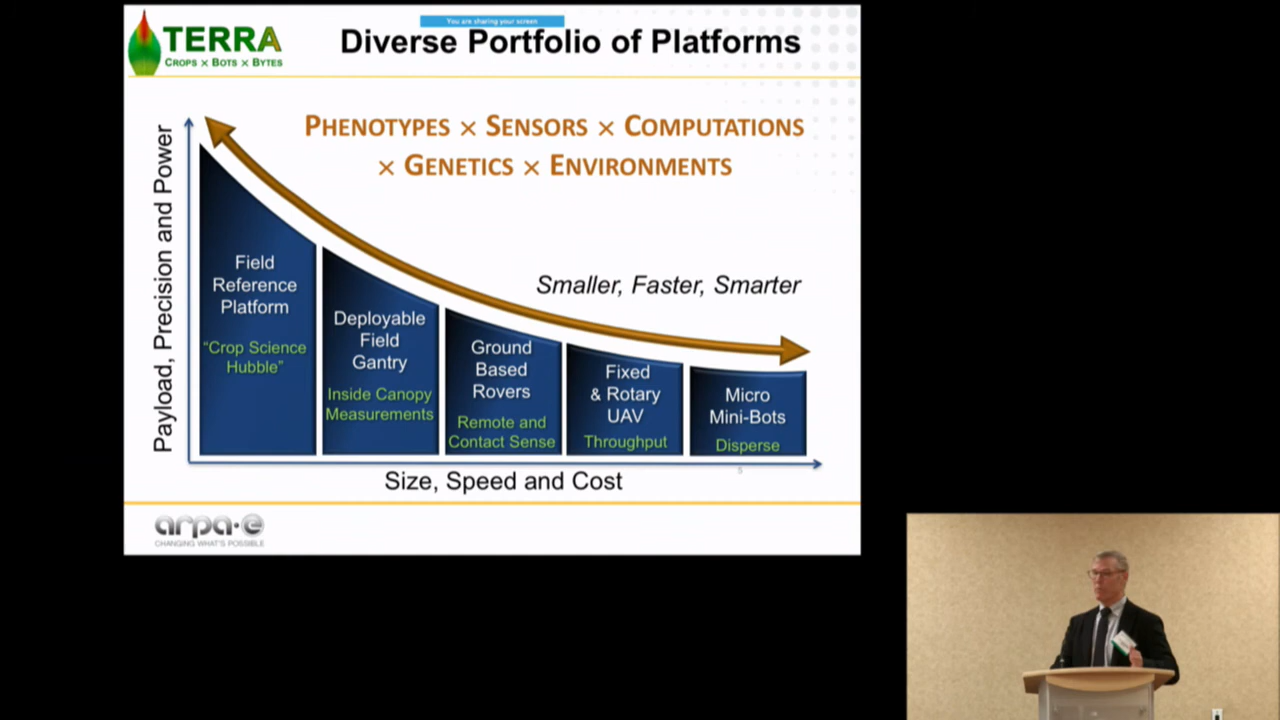 You are sharing your screen
TERRA
CROPS × BOTS × BYTES
Diverse Portfolio of Platforms
PHENOTYPES × SENSORS × COMPUTATIONS
× GENETICS × ENVIRONMENTS
Payload, Precision and Power
Smaller, Faster, Smarter
Field
Reference
Platform
"Crop Science
Hubble"
Deployable
Field
Gantry
Inside Canopy
Measurements
Ground
Based
Rovers
Remote and
Contact Sense
Fixed
& Rotary
UAV
Throughput
Micro
Mini-Bots
Disperse
5
Size, Speed and Cost
arpa·e
CHANGING WHAT'S POSSIBLE